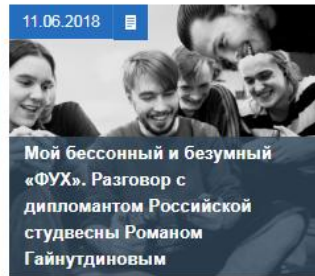 11.06.2018
Мой бессонный и безумный
«ФУХ». Разговор с
дипломантом Российской
студвесны Романом
Гайнутдиновым